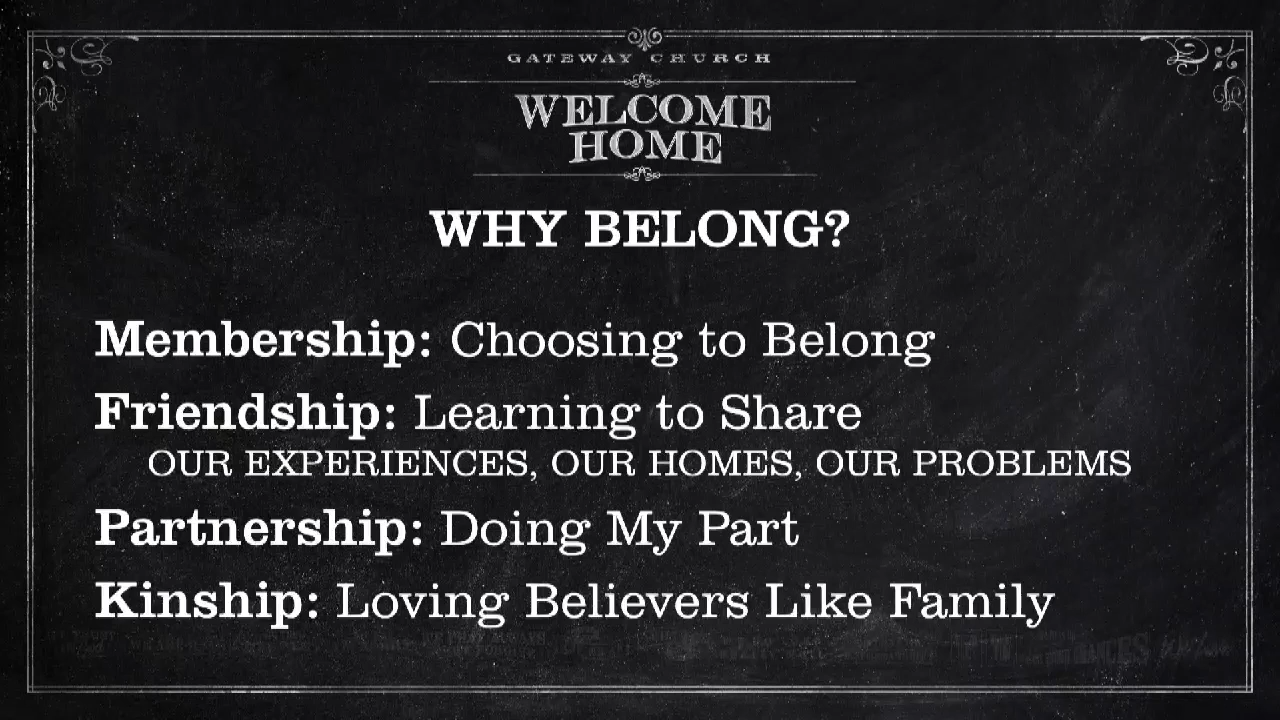 GATEWAY CHURCH
WELCOME
HOME
WHY BELONG?
Membership: Choosing to Belong
Friendship: Learning to Share
OUR EXPERIENCES, OUR HOMES, OUR PROBLEMS
Partnership: Doing My Part
Kinship: Loving Believers Like Family